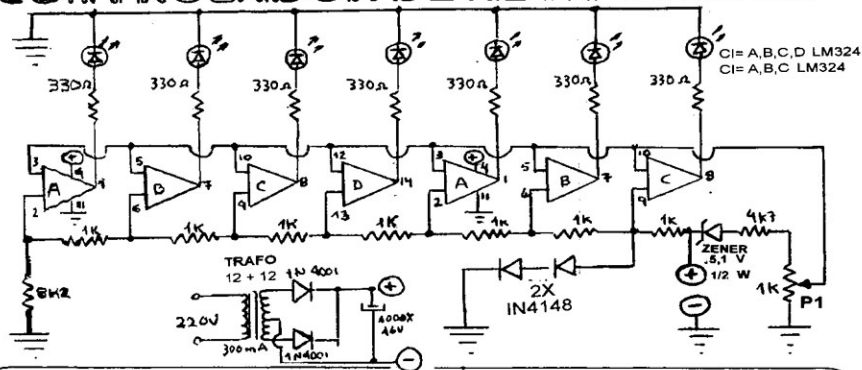 CI= A,B,C,D LM324
CI= A,B,C LM324
330Ω 330Ω 330Ω 330Ω 330Ω 330Ω 330Ω
3 + 4 5 10 12 3 + 4 5 10
A 1 B 7 C 8 D 14 A 1 B 7 C 8
2 11 6 9 13 2 11 6 9
1K 1K 1K 1K 1K 1K 1K 4K7
ZENER
5,1 V
1/2 W
8K2
TRAFO
12 + 12
1N 4001
+
220V
300mA
1N4001
16V
-
2X
IN4148
+
-
1K
P1